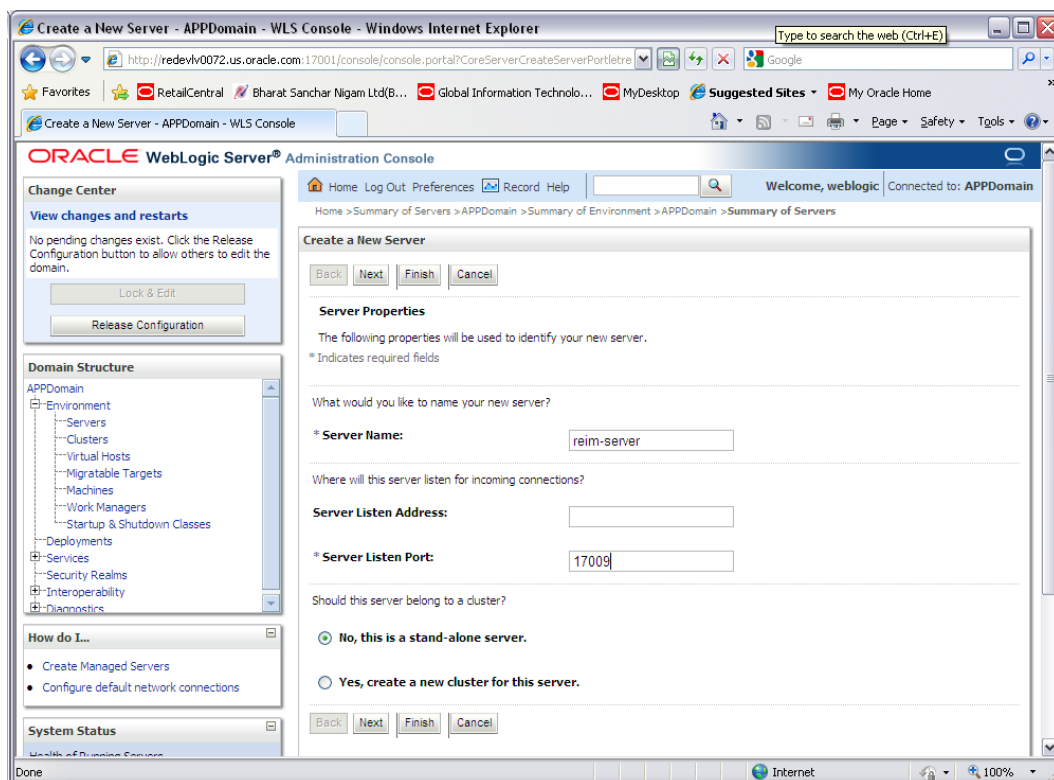 Create a New Server - APPDomain - WLS Console - Windows Internet Explorer
Type to search the web (Ctrl+E)
http://redevlv0072.us.oracle.com:17001/console/console.portal?CoreServerCreateServerPortletre
Google
Favorites RetailCentral Bharat Sanchar Nigam Ltd(B... Global Information Technolo... MyDesktop Suggested Sites My Oracle Home »
Create a New Server - APPDomain - WLS Console
Page Safety Tools
ORACLE WebLogic Server® Administration Console
Change Center
View changes and restarts
No pending changes exist. Click the Release
Configuration button to allow others to edit the
domain.
Lock & Edit
Release Configuration
Domain Structure
APPDomain
Environment
Servers
Clusters
Virtual Hosts
Migratable Targets
Machines
Work Managers
Startup & Shutdown Classes
Deployments
Services
Security Realms
Interoperability
Diagnostics
How do I...
Create Managed Servers
Configure default network connections
System Status
Health of Running Servers
Home Log Out Preferences Record Help
Welcome, weblogic Connected to: APPDomain
Home >Summary of Servers >APPDomain >Summary of Environment >APPDomain >Summary of Servers
Create a New Server
Back Next Finish Cancel
Server Properties
The following properties will be used to identify your new server.
* Indicates required fields
What would you like to name your new server?
* Server Name: reim-server
Where will this server listen for incoming connections?
Server Listen Address:
* Server Listen Port: 17009
Should this server belong to a cluster?
No, this is a stand-alone server.
Yes, create a new cluster for this server.
Back Next Finish Cancel
Done Internet 100%